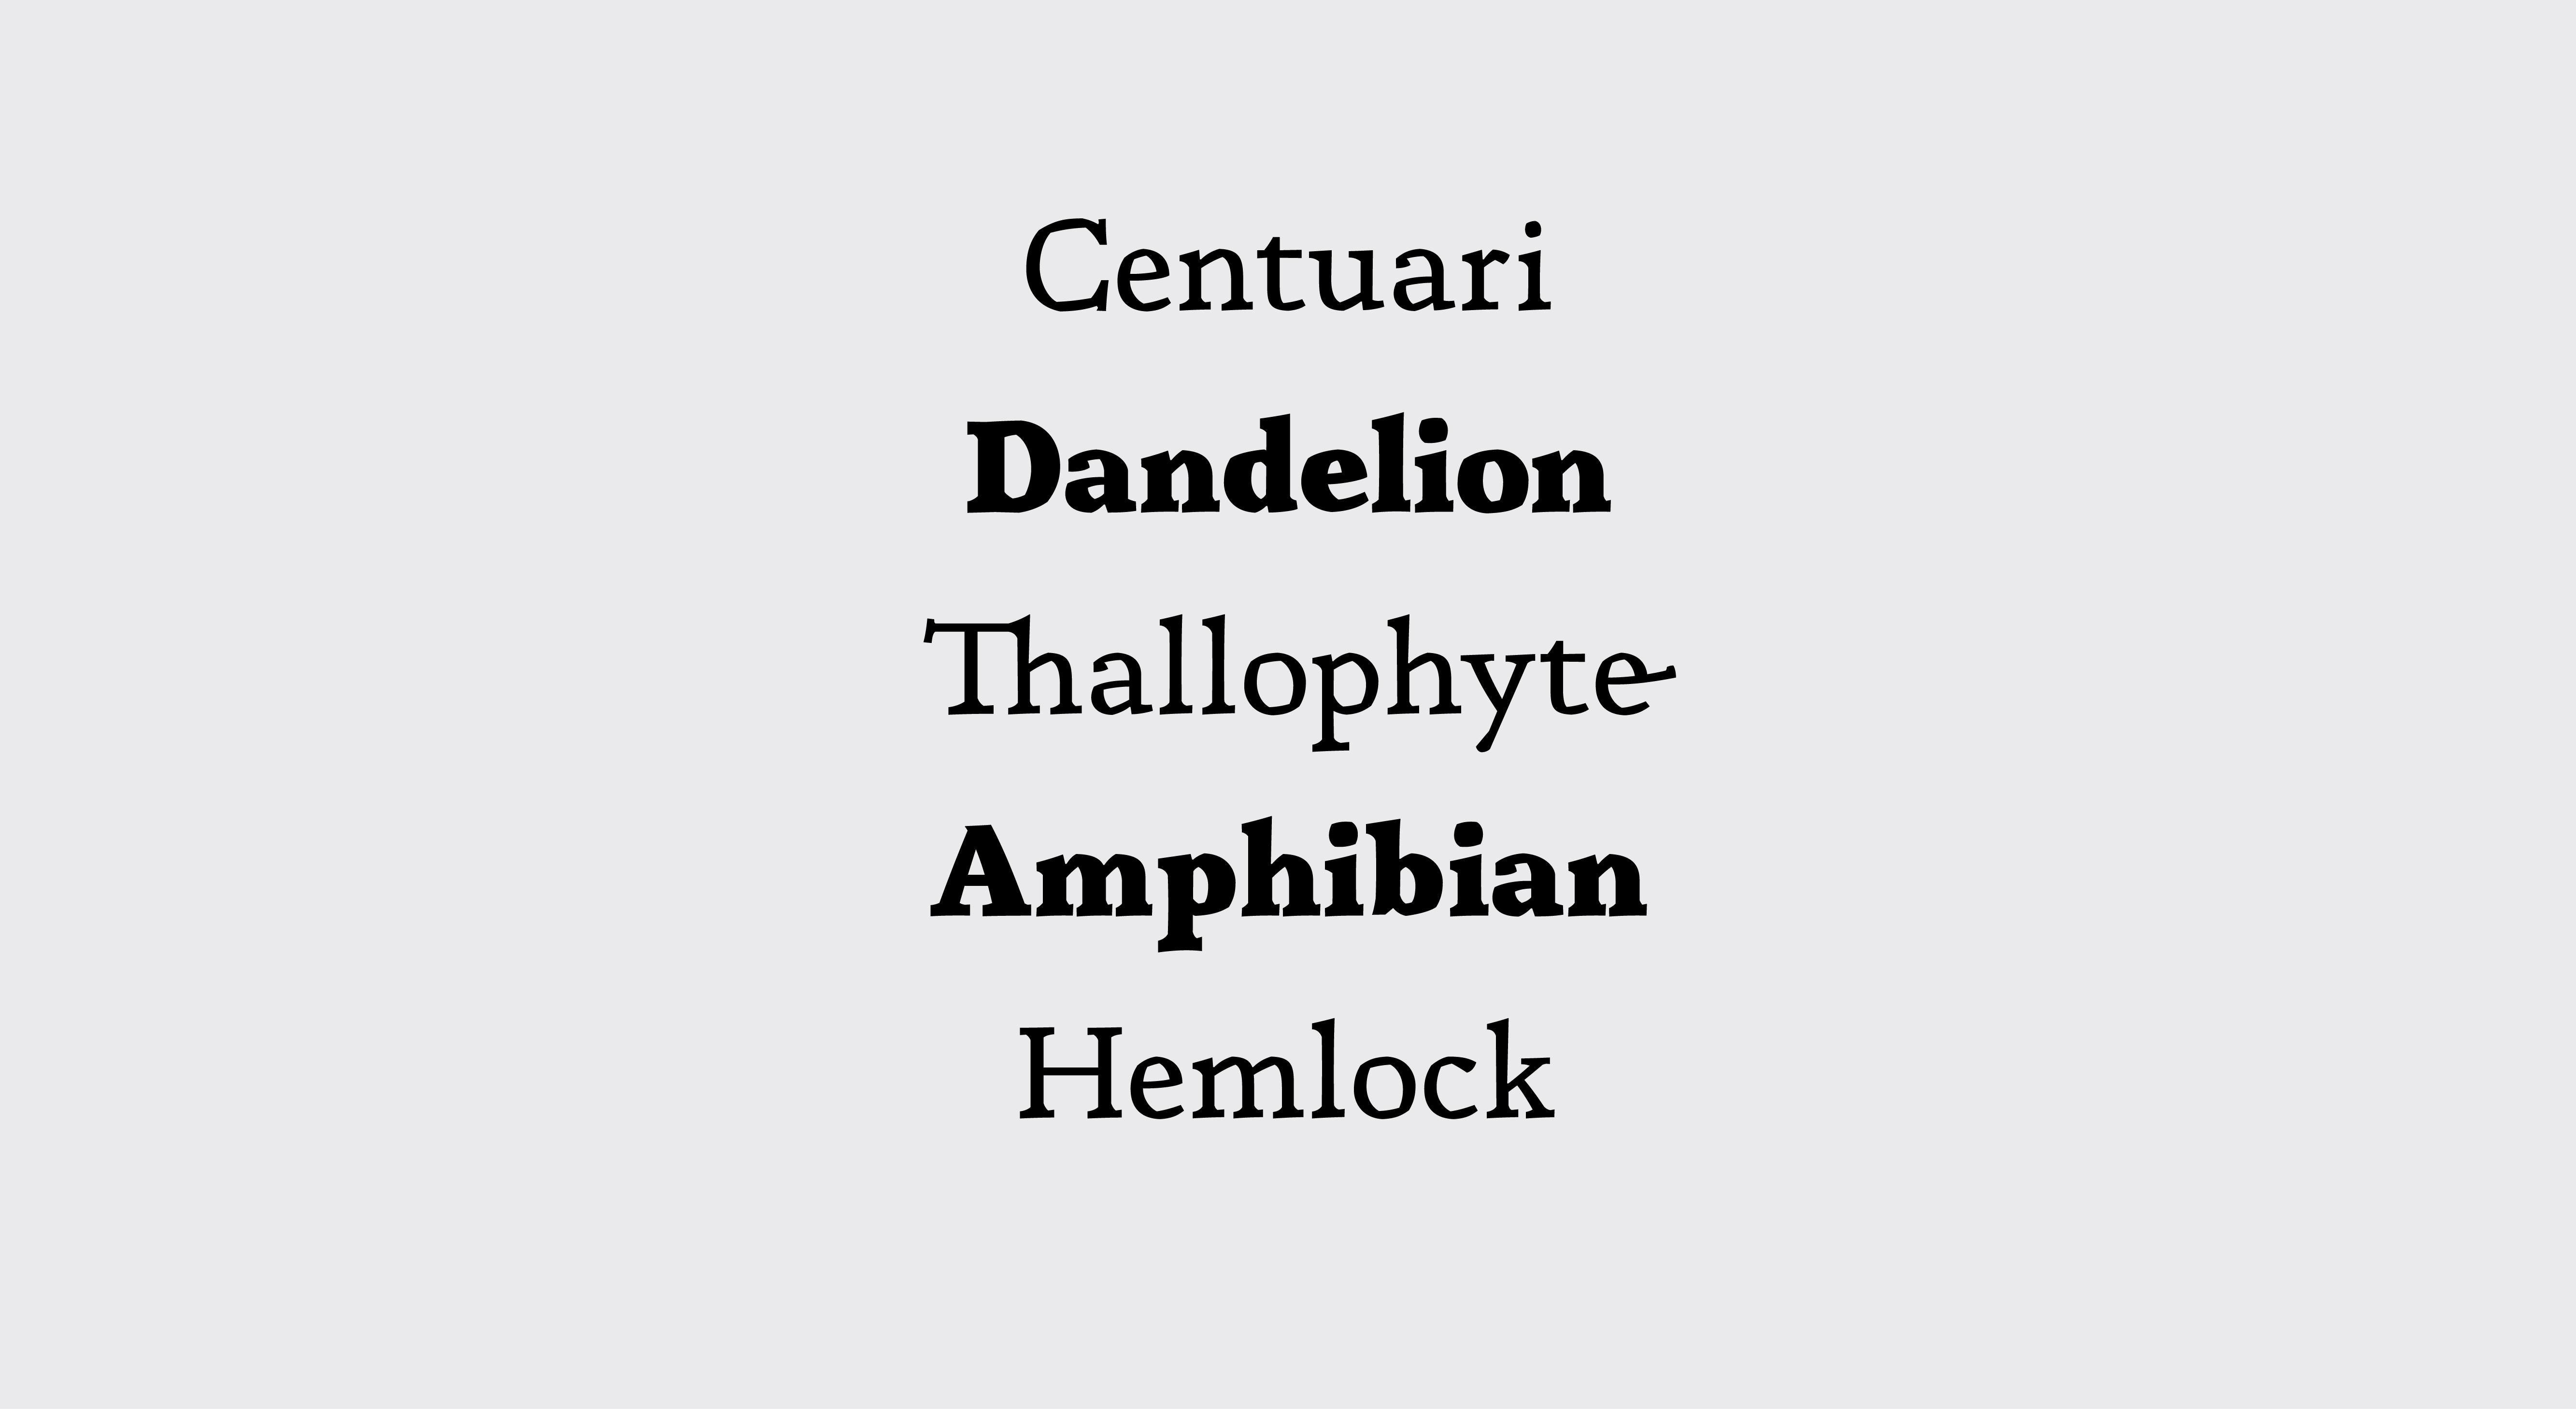 Centuari
Dandelion
Thallophyte
Amphibian
Hemlock